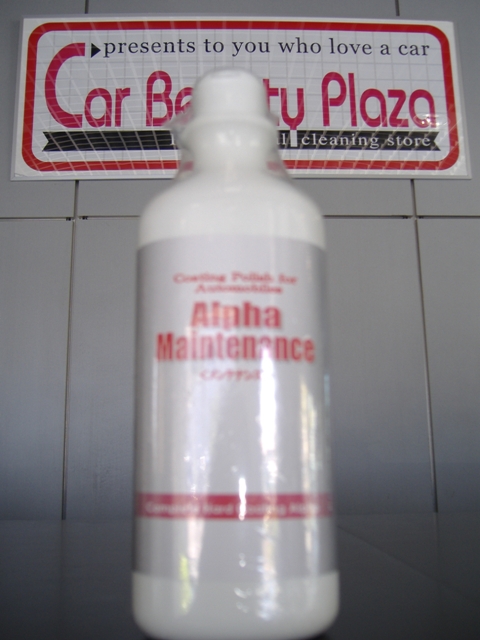 presents to you who love a car
Car Be ty Plaza
cleaning store
Coating Polish for
Automobiles
Alpha
Maintenance